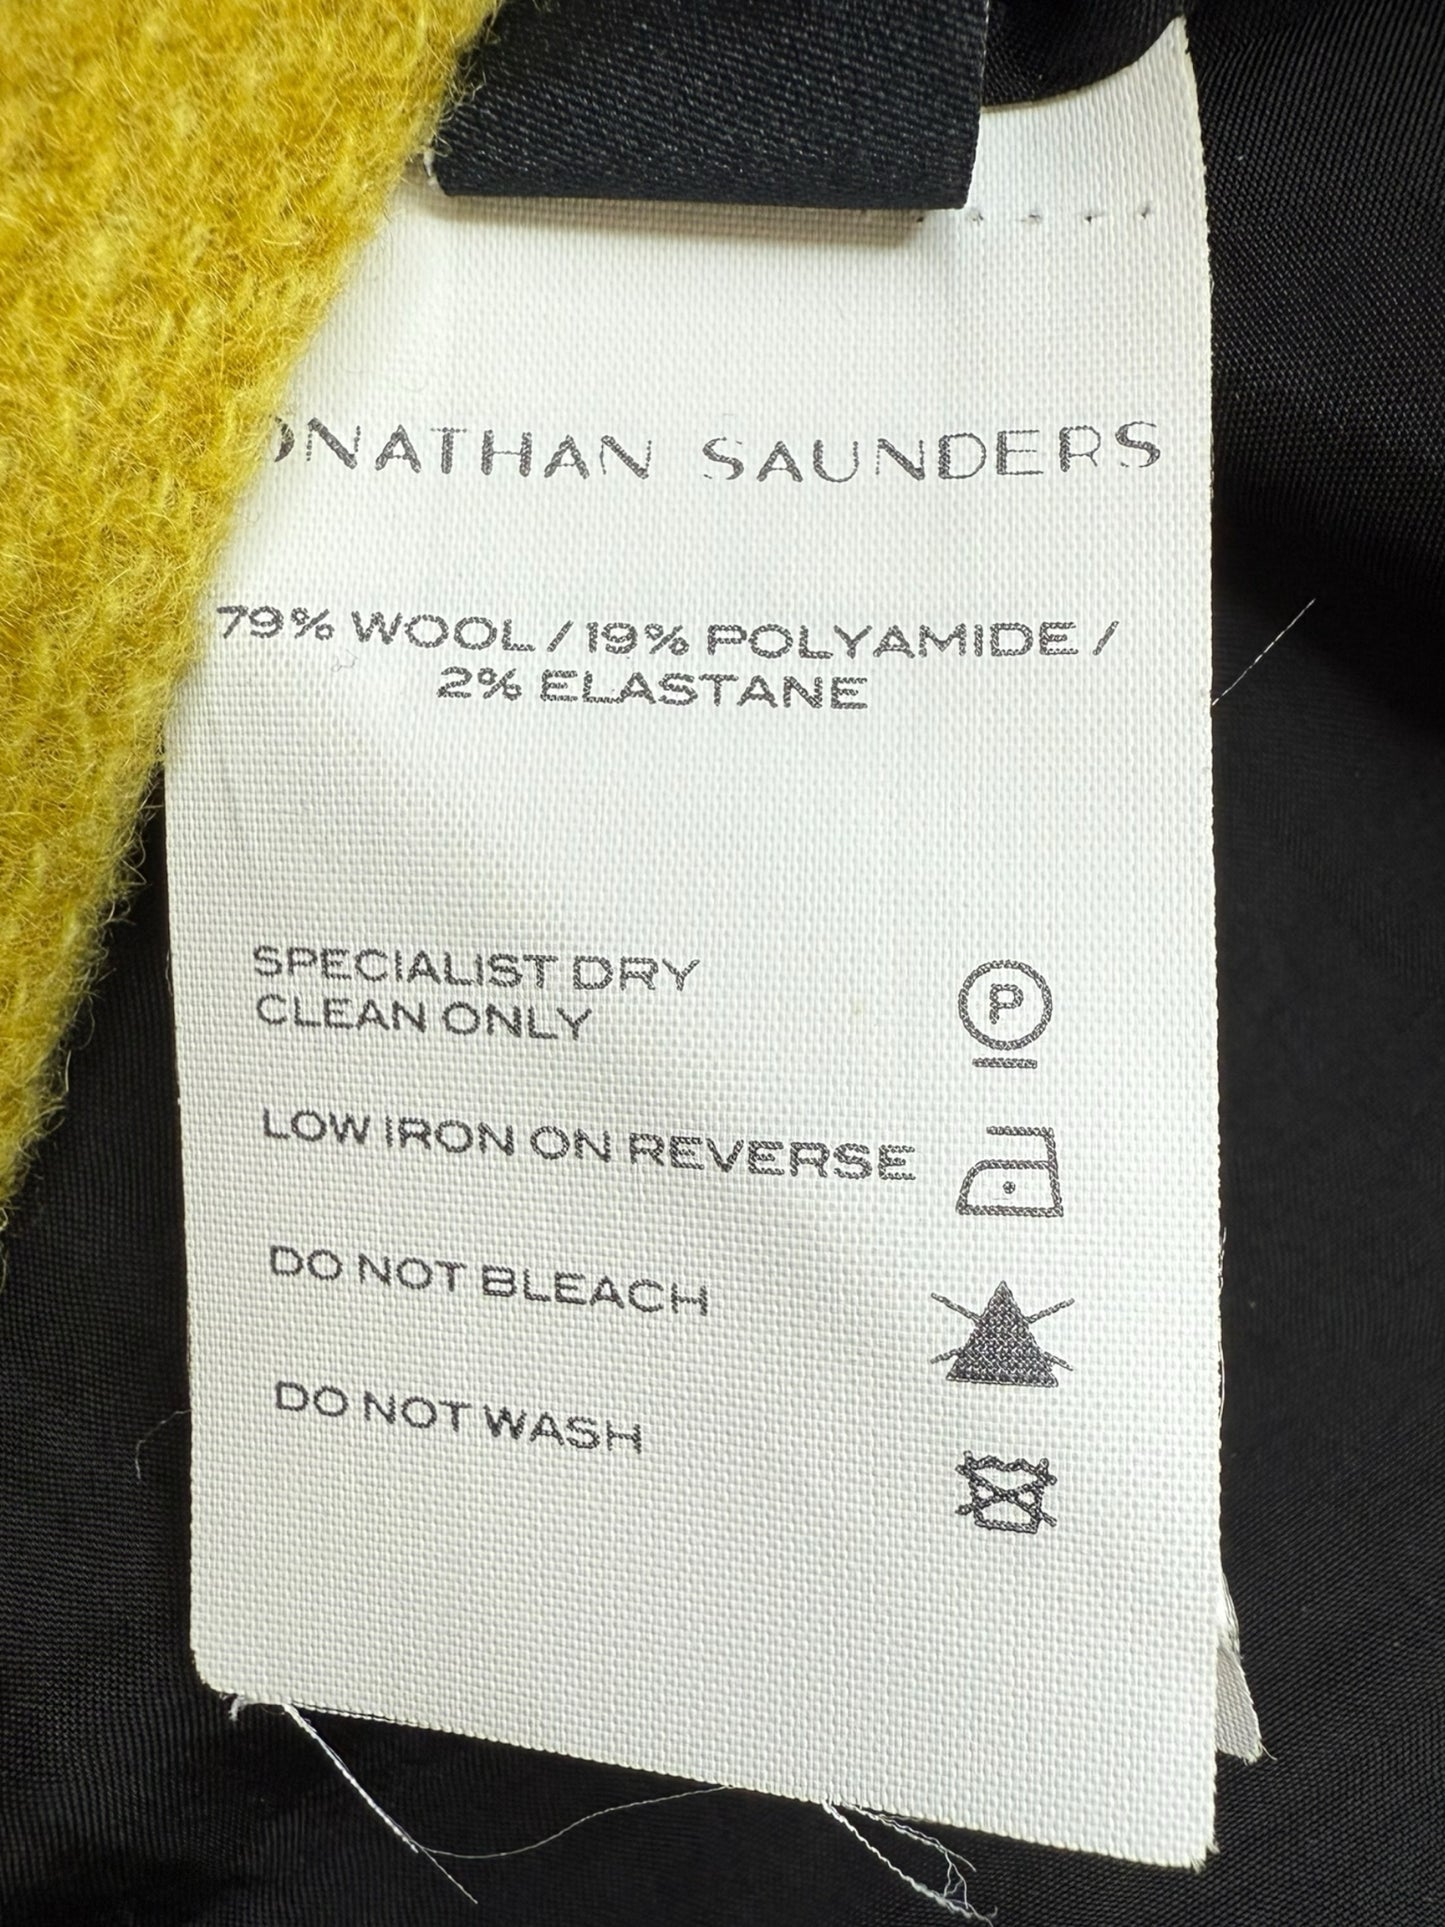 ONATHAN SAUNDERS
79% WOOL / 19% POLYAMIDE /
2% ELASTANE
SPECIALIST DRY
CLEAN ONLY
P
LOW IRON ON REVERSE
DO NOT BLEACH
DO NOT WASH